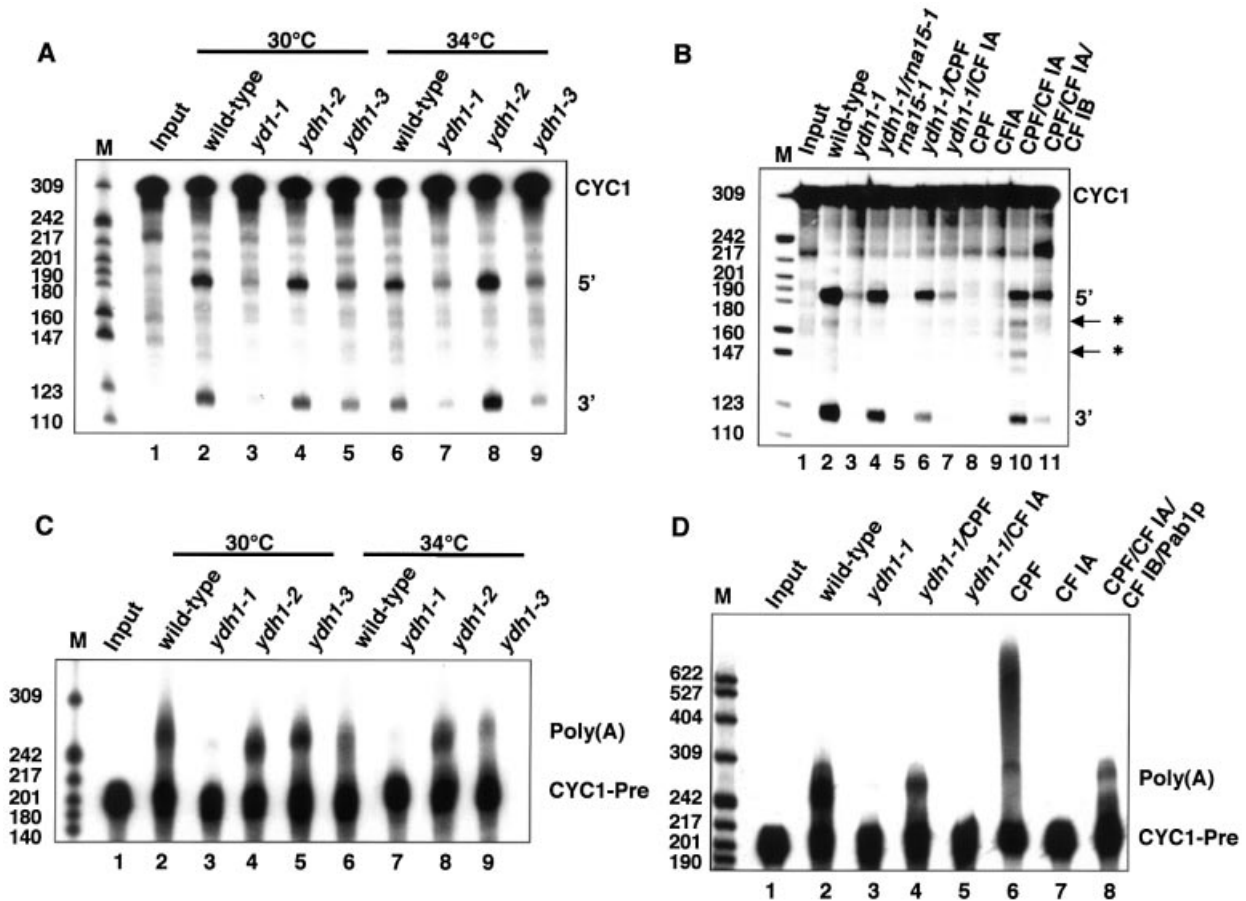 A
30°C
34°C
M
Input
wild-type
yd1-1
ydh1-2
ydh1-3
wild-type
ydh1-1
ydh1-2
ydh1-3
309
242
217
201
190
180
160
147
123
110
CYC1
5'
3'
1 2 3 4 5 6 7 8 9
B
M
Input
wild-type
ydh1-1
ydh1-1/rna15-1
rna15-1
ydh1-1/CPF
ydh1-1/CF IA
CPF
CFIA
CPF/CF IA
CPF/CF IA/
CF IB
309
242
217
201
190
180
160
147
123
110
CYC1
5'
*
*
3'
1 2 3 4 5 6 7 8 9 10 11
C
30°C
34°C
M
Input
wild-type
ydh1-1
ydh1-2
ydh1-3
wild-type
ydh1-1
ydh1-2
ydh1-3
309
242
217
201
180
140
Poly(A)
CYC1-Pre
1 2 3 4 5 6 7 8 9
D
M
Input
wild-type
ydh1-1
ydh1-1/CPF
ydh1-1/CF IA
CPF
CF IA
CPF/CF IA/
CF IB/Pab1p
622
527
404
309
242
217
201
190
Poly(A)
CYC1-Pre
1 2 3 4 5 6 7 8